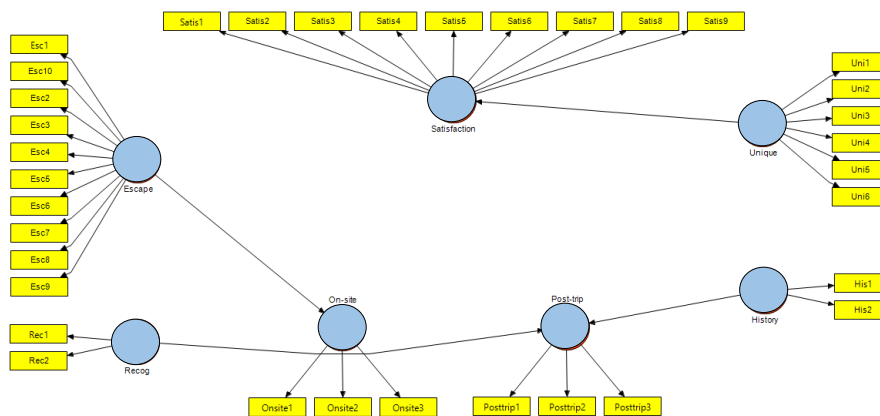 Satis1 Satis2 Satis3 Satis4 Satis5 Satis6 Satis7 Satis8 Satis9
Esc1
Esc10
Esc2
Esc3
Esc4
Esc5
Esc6
Esc7
Esc8
Esc9
Escape
Satisfaction
Unique
Uni1
Uni2
Uni3
Uni4
Uni5
Uni6
On-site
Post-trip
History
His1
His2
Rec1
Rec2
Recog
Onsite1 Onsite2 Onsite3
Posttrip1 Posttrip2 Posttrip3